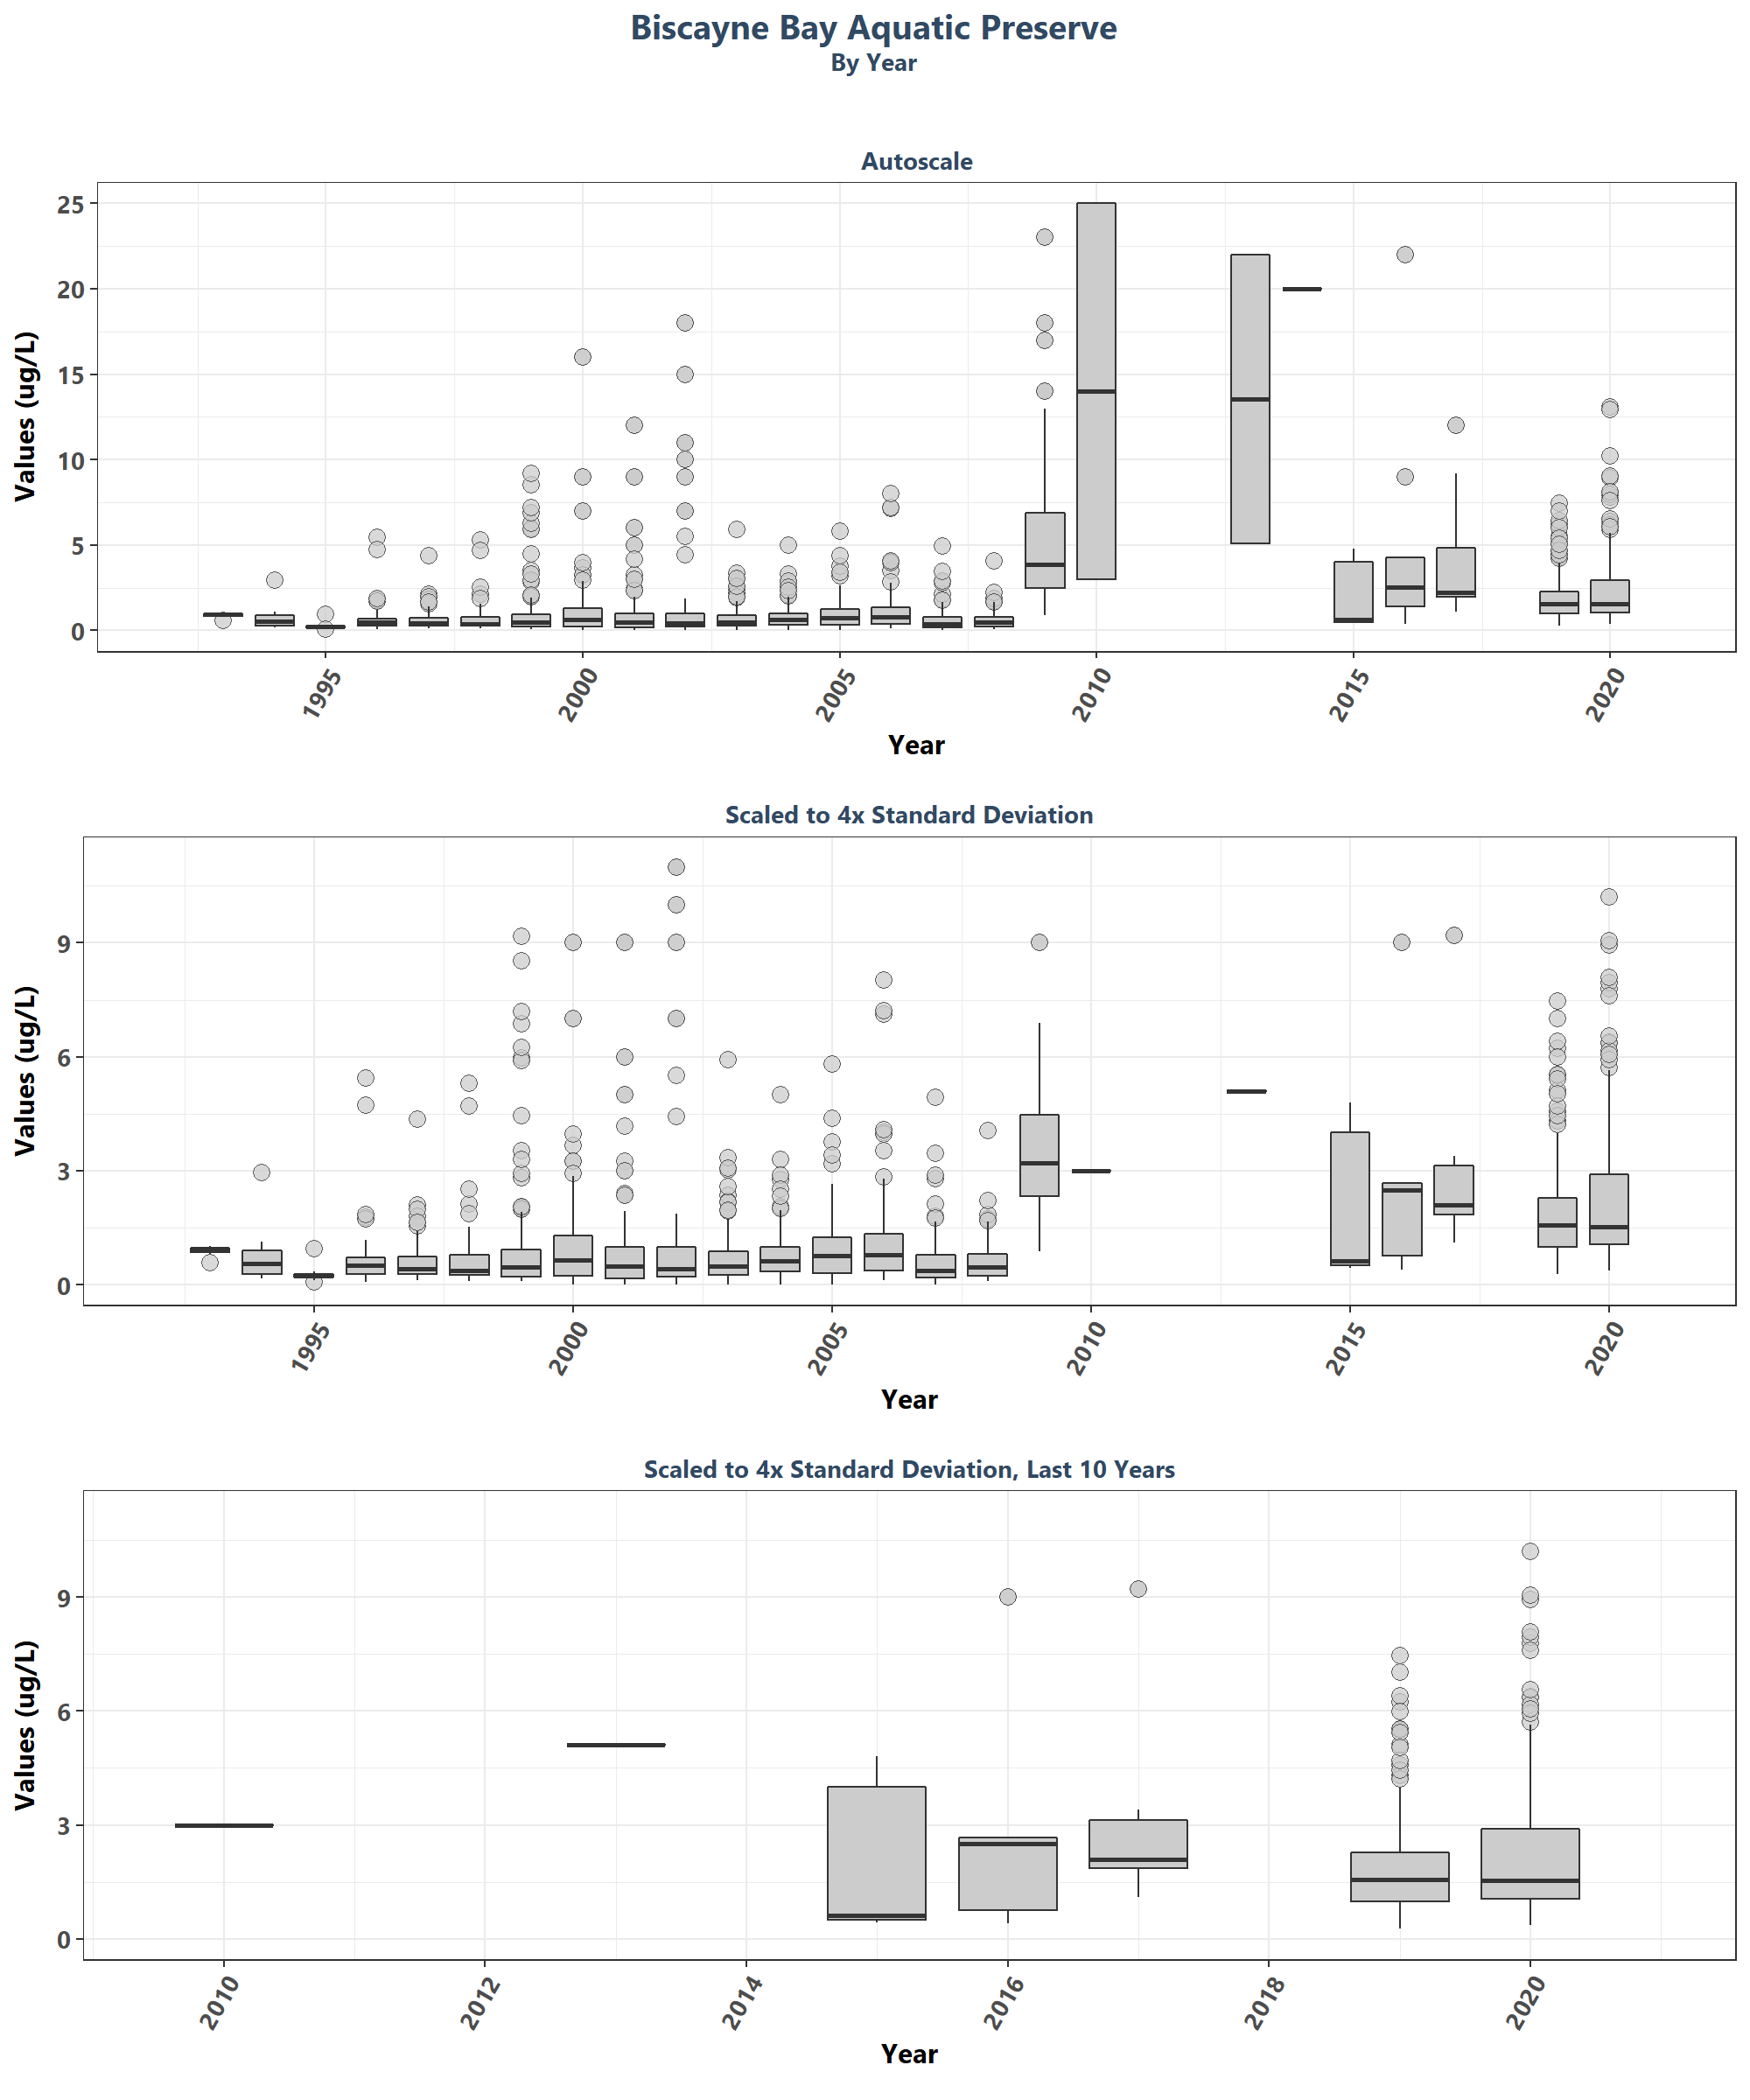 Biscayne Bay Aquatic Preserve
By Year
Autoscale
Values (ug/L)
25
20
15
10
5
0
1995
2000
2005
2010
2015
2020
Year
Scaled to 4x Standard Deviation
Values (ug/L)
9
6
3
0
1995
2000
2005
2010
2015
2020
Year
Scaled to 4x Standard Deviation, Last 10 Years
Values (ug/L)
9
6
3
0
2010
2012
2014
2016
2018
2020
Year